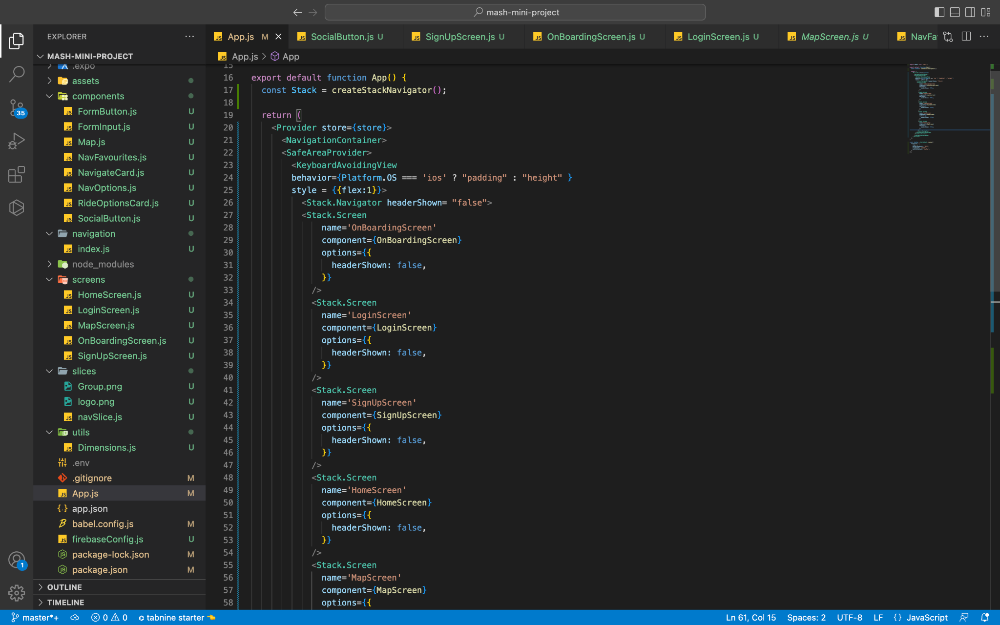 mash-mini-project
EXPLORER
MASH-MINI-PROJECT
.expo
assets
components
FormButton.js U
FormInput.js U
Map.js U
NavFavourites.js U
NavigateCard.js U
NavOptions.js U
RideOptionsCard.js U
SocialButton.js U
navigation
index.js U
node_modules
screens
HomeScreen.js U
LoginScreen.js U
MapScreen.js U
OnBoardingScreen.js U
SignUpScreen.js U
slices
Group.png U
logo.png U
navSlice.js U
utils
Dimensions.js U
.env
.gitignore M
App.js M
app.json
babel.config.js M
firebaseConfig.js U
package-lock.json M
package.json M
OUTLINE
TIMELINE
35
1
App.js M SocialButton.js U SignUpScreen.js U OnBoardingScreen.js U LoginScreen.js U MapScreen.js U NavFa
App.js > App
15
16 export default function App() {
17 const Stack = createStackNavigator();
18
19 return (
20 <Provider store={store}>
21 <NavigationContainer>
22 <SafeAreaProvider>
23 <KeyboardAvoidingView
24 behavior={Platform.OS === 'ios' ? "padding" : "height" }
25 style = {{flex:1}}>
26 <Stack.Navigator headerShown= "false">
27 <Stack.Screen
28 name='OnBoardingScreen'
29 component={OnBoardingScreen}
30 options={{
31 headerShown: false,
32 }}
33 />
34 <Stack.Screen
35 name='LoginScreen'
36 component={LoginScreen}
37 options={{
38 headerShown: false,
39 }}
40 />
41 <Stack.Screen
42 name='SignUpScreen'
43 component={SignUpScreen}
44 options={{
45 headerShown: false,
46 }}
47 />
48 <Stack.Screen
49 name='HomeScreen'
50 component={HomeScreen}
51 options={{
52 headerShown: false,
53 }}
54 />
55 <Stack.Screen
56 name='MapScreen'
57 component={MapScreen}
58 options={{
master*+ 0 0 tabnine starter Ln 61, Col 15 Spaces: 2 UTF-8 LF {} JavaScript